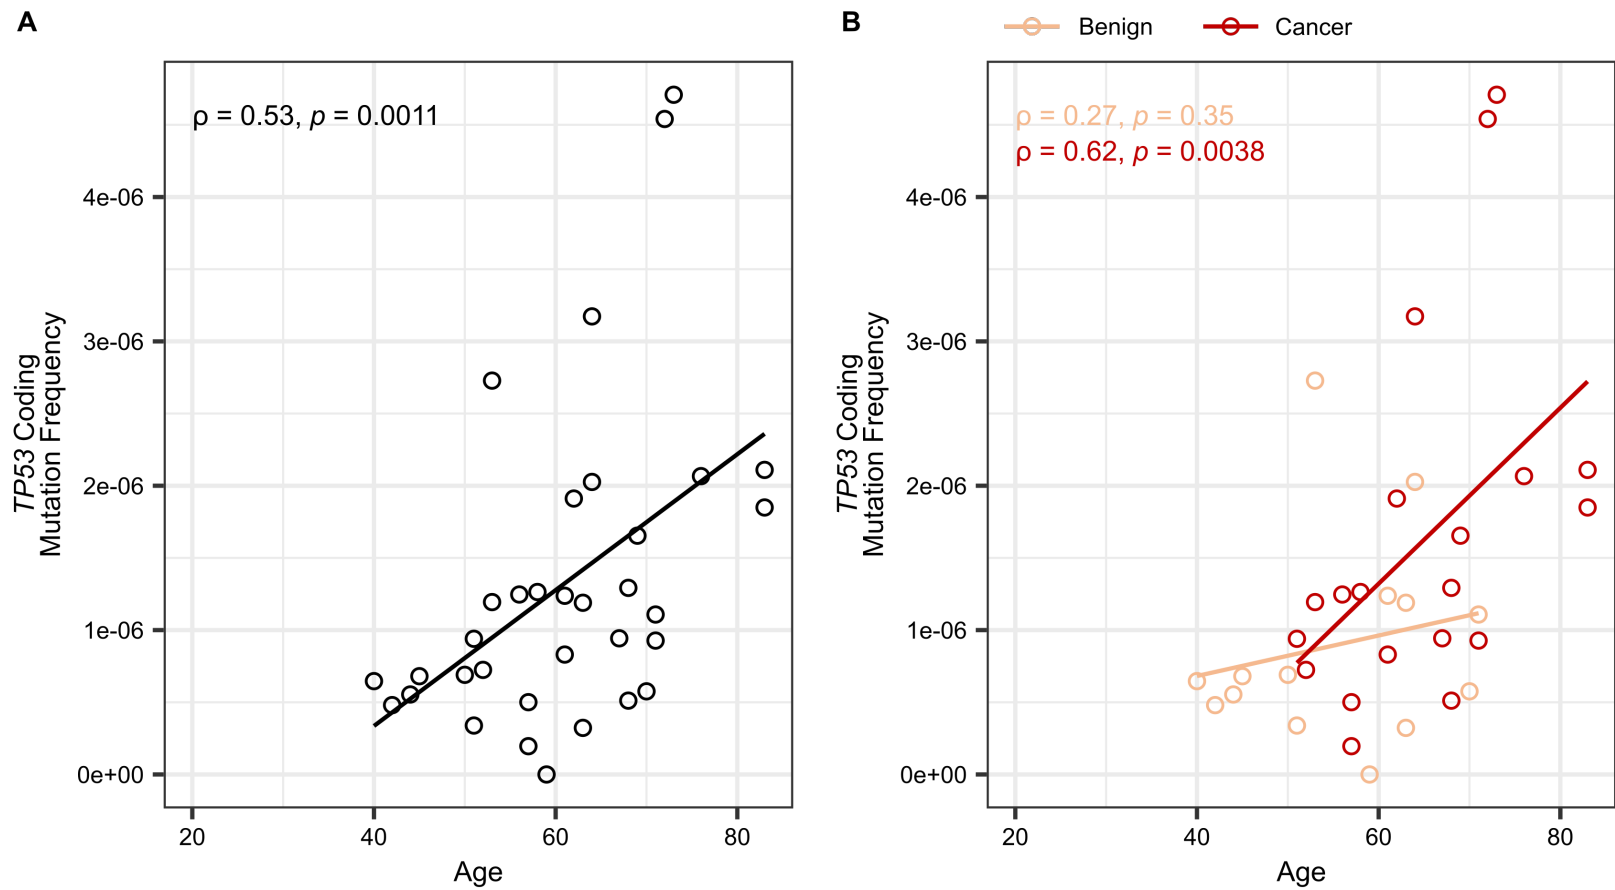 A
ρ = 0.53, p = 0.0011
4e-06
3e-06
2e-06
1e-06
0e+00
TP53 Coding
Mutation Frequency
20 40 60 80
Age
B
Benign Cancer
ρ = 0.27, p = 0.35
ρ = 0.62, p = 0.0038
4e-06
3e-06
2e-06
1e-06
0e+00
TP53 Coding
Mutation Frequency
20 40 60 80
Age